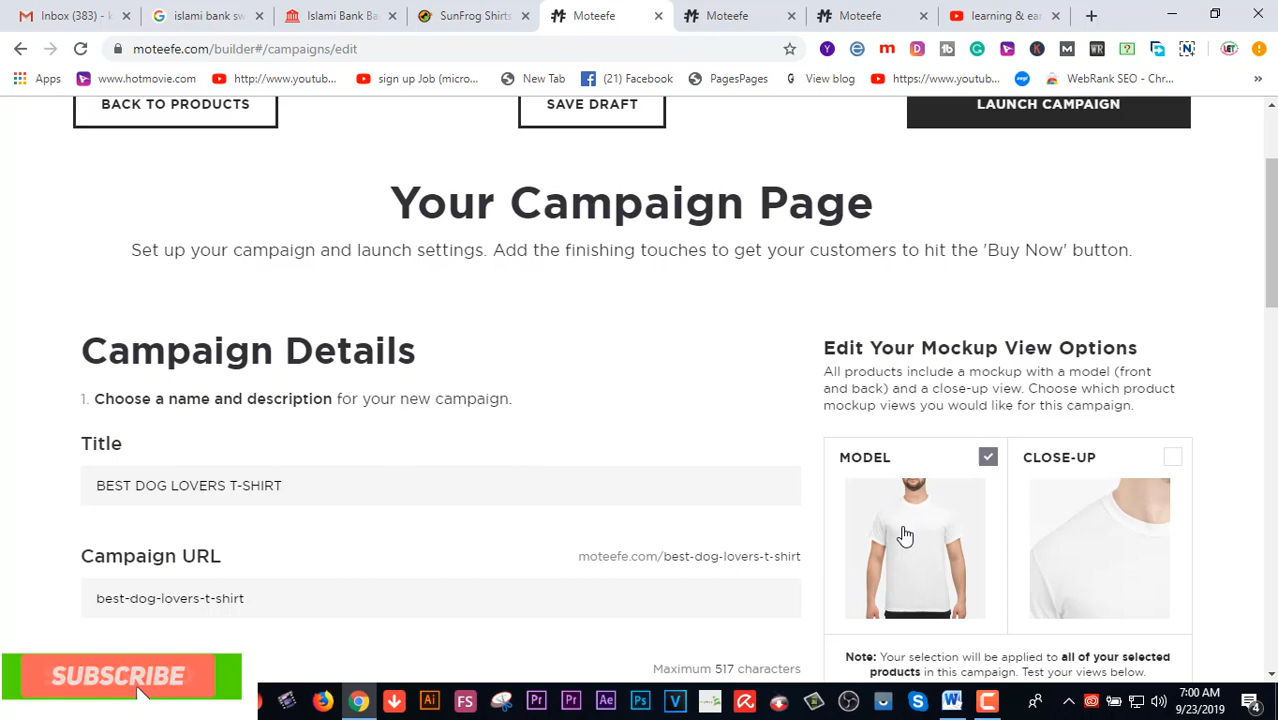 Inbox (383) - k
islami bank sw
Islami Bank Ba
SunFrog Shirts
Moteefe
Moteefe
Moteefe
learning & ear
moteefe.com/builder#/campaigns/edit
Apps
www.hotmovie.com
http://www.youtub...
sign up Job (micro...
New Tab
(21) Facebook
PagesPages
View blog
https://www.youtub...
WebRank SEO - Chr...
BACK TO PRODUCTS
SAVE DRAFT
LAUNCH CAMPAIGN
Your Campaign Page
Set up your campaign and launch settings. Add the finishing touches to get your customers to hit the 'Buy Now' button.
Campaign Details
1. Choose a name and description for your new campaign.
Title
BEST DOG LOVERS T-SHIRT
Campaign URL
moteefe.com/best-dog-lovers-t-shirt
best-dog-lovers-t-shirt
Maximum 517 characters
Edit Your Mockup View Options
All products include a mockup with a model (front
and back) and a close-up view. Choose which product
mockup views you would like for this campaign.
MODEL
CLOSE-UP
Note: Your selection will be applied to all of your selected
products in this campaign. Test your views below.
SUBSCRIBE
7:00 AM
9/23/2019